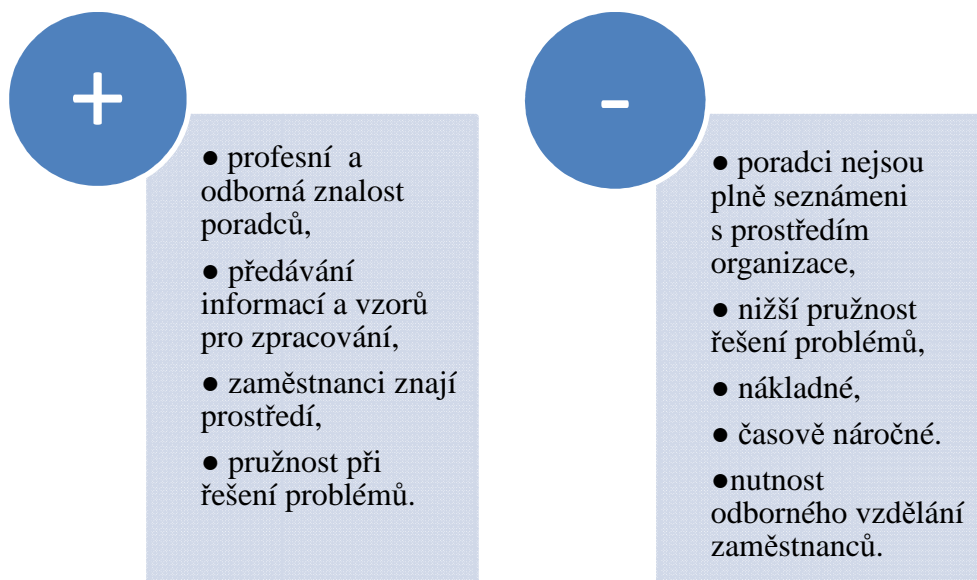 +
● profesní a
odborná znalost
poradců,
● předávání
informací a vzorů
pro zpracování,
● zaměstnanci znají
prostředí,
● pružnost při
řešení problémů.
-
● poradci nejsou
plně seznámeni
s prostředím
organizace,
● nižší pružnost
řešení problémů,
● nákladné,
● časově náročné.
●nutnost
odborného vzdělání
zaměstnanců.